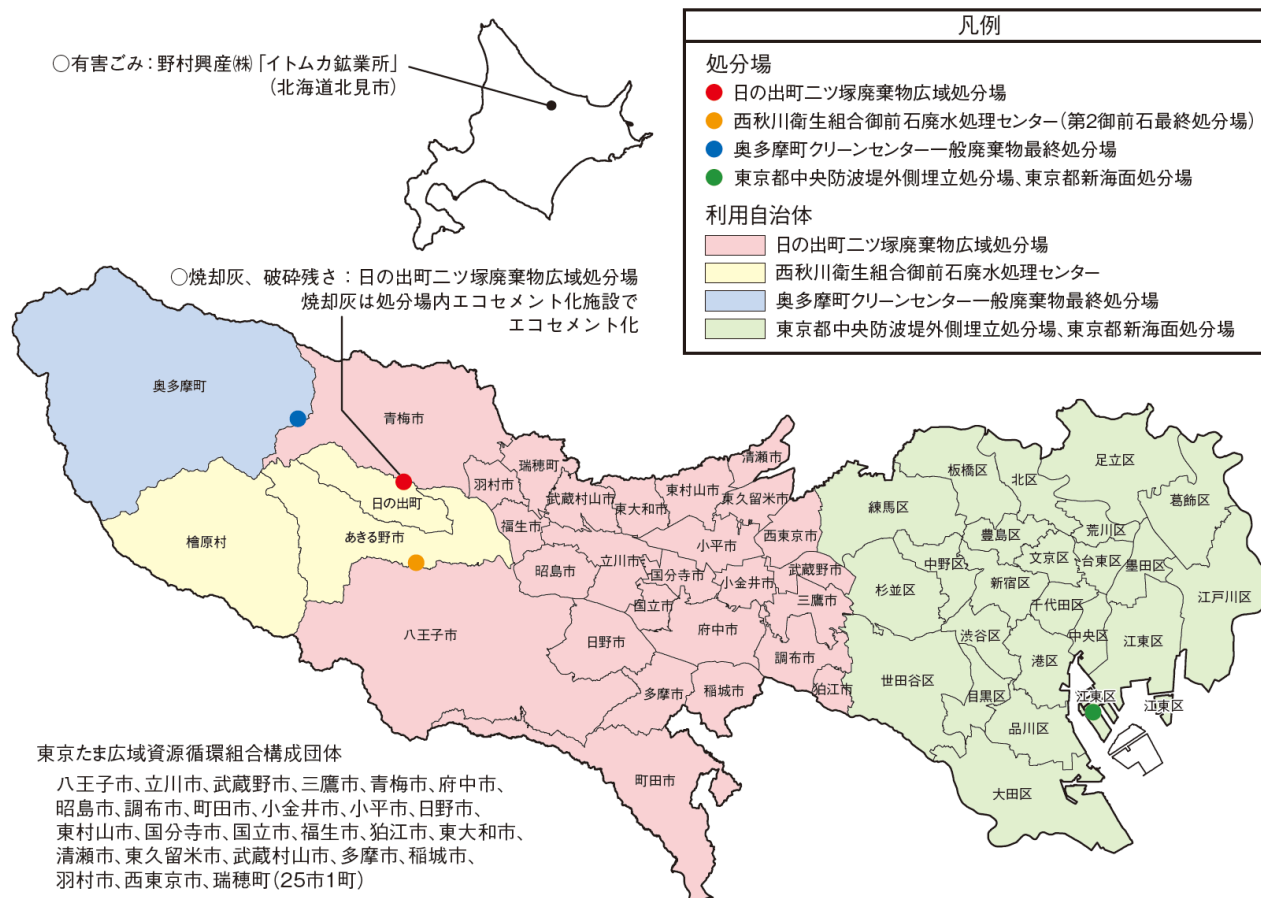 ○有害ごみ：野村興産㈱「イトムカ鉱業所」
（北海道北見市）
凡例
処分場
日の出町二ツ塚廃棄物広域処分場
西秋川衛生組合御前石廃水処理センター（第2御前石最終処分場）
奥多摩町クリーンセンター一般廃棄物最終処分場
東京都中央防波堤外側埋立処分場、東京都新海面処分場
利用自治体
日の出町二ツ塚廃棄物広域処分場
西秋川衛生組合御前石廃水処理センター
奥多摩町クリーンセンター一般廃棄物最終処分場
東京都中央防波堤外側埋立処分場、東京都新海面処分場
○焼却灰、破砕残さ：日の出町二ツ塚廃棄物広域処分場
焼却灰は処分場内エコセメント化施設で
エコセメント化
奥多摩町
青梅市
日の出町
あきる野市
檜原村
瑞穂町
羽村市
福生市
武蔵村山市
東大和市
東村山市
清瀬市
東久留米市
西東京市
小平市
立川市
昭島市
国分寺市
小金井市
武蔵野市
三鷹市
国立市
府中市
日野市
八王子市
調布市
狛江市
多摩市
稲城市
町田市
練馬区
板橋区
北区
足立区
葛飾区
荒川区
豊島区
文京区
台東区
墨田区
中野区
新宿区
杉並区
千代田区
江戸川区
渋谷区
中央区
江東区
港区
世田谷区
目黒区
江東区
江東区
品川区
大田区
東京たま広域資源循環組合構成団体
八王子市、立川市、武蔵野市、三鷹市、青梅市、府中市、
昭島市、調布市、町田市、小金井市、小平市、日野市、
東村山市、国分寺市、国立市、福生市、狛江市、東大和市、
清瀬市、東久留米市、武蔵村山市、多摩市、稲城市、
羽村市、西東京市、瑞穂町（25市1町）